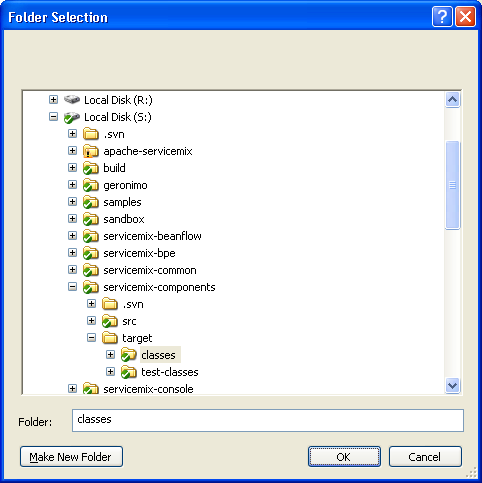 Folder Selection
Local Disk (R:)
Local Disk (S:)
.svn
apache-servicemix
build
geronimo
samples
sandbox
servicemix-beanflow
servicemix-bpe
servicemix-common
servicemix-components
.svn
src
target
classes
test-classes
servicemix-console
Folder: classes
Make New Folder OK Cancel